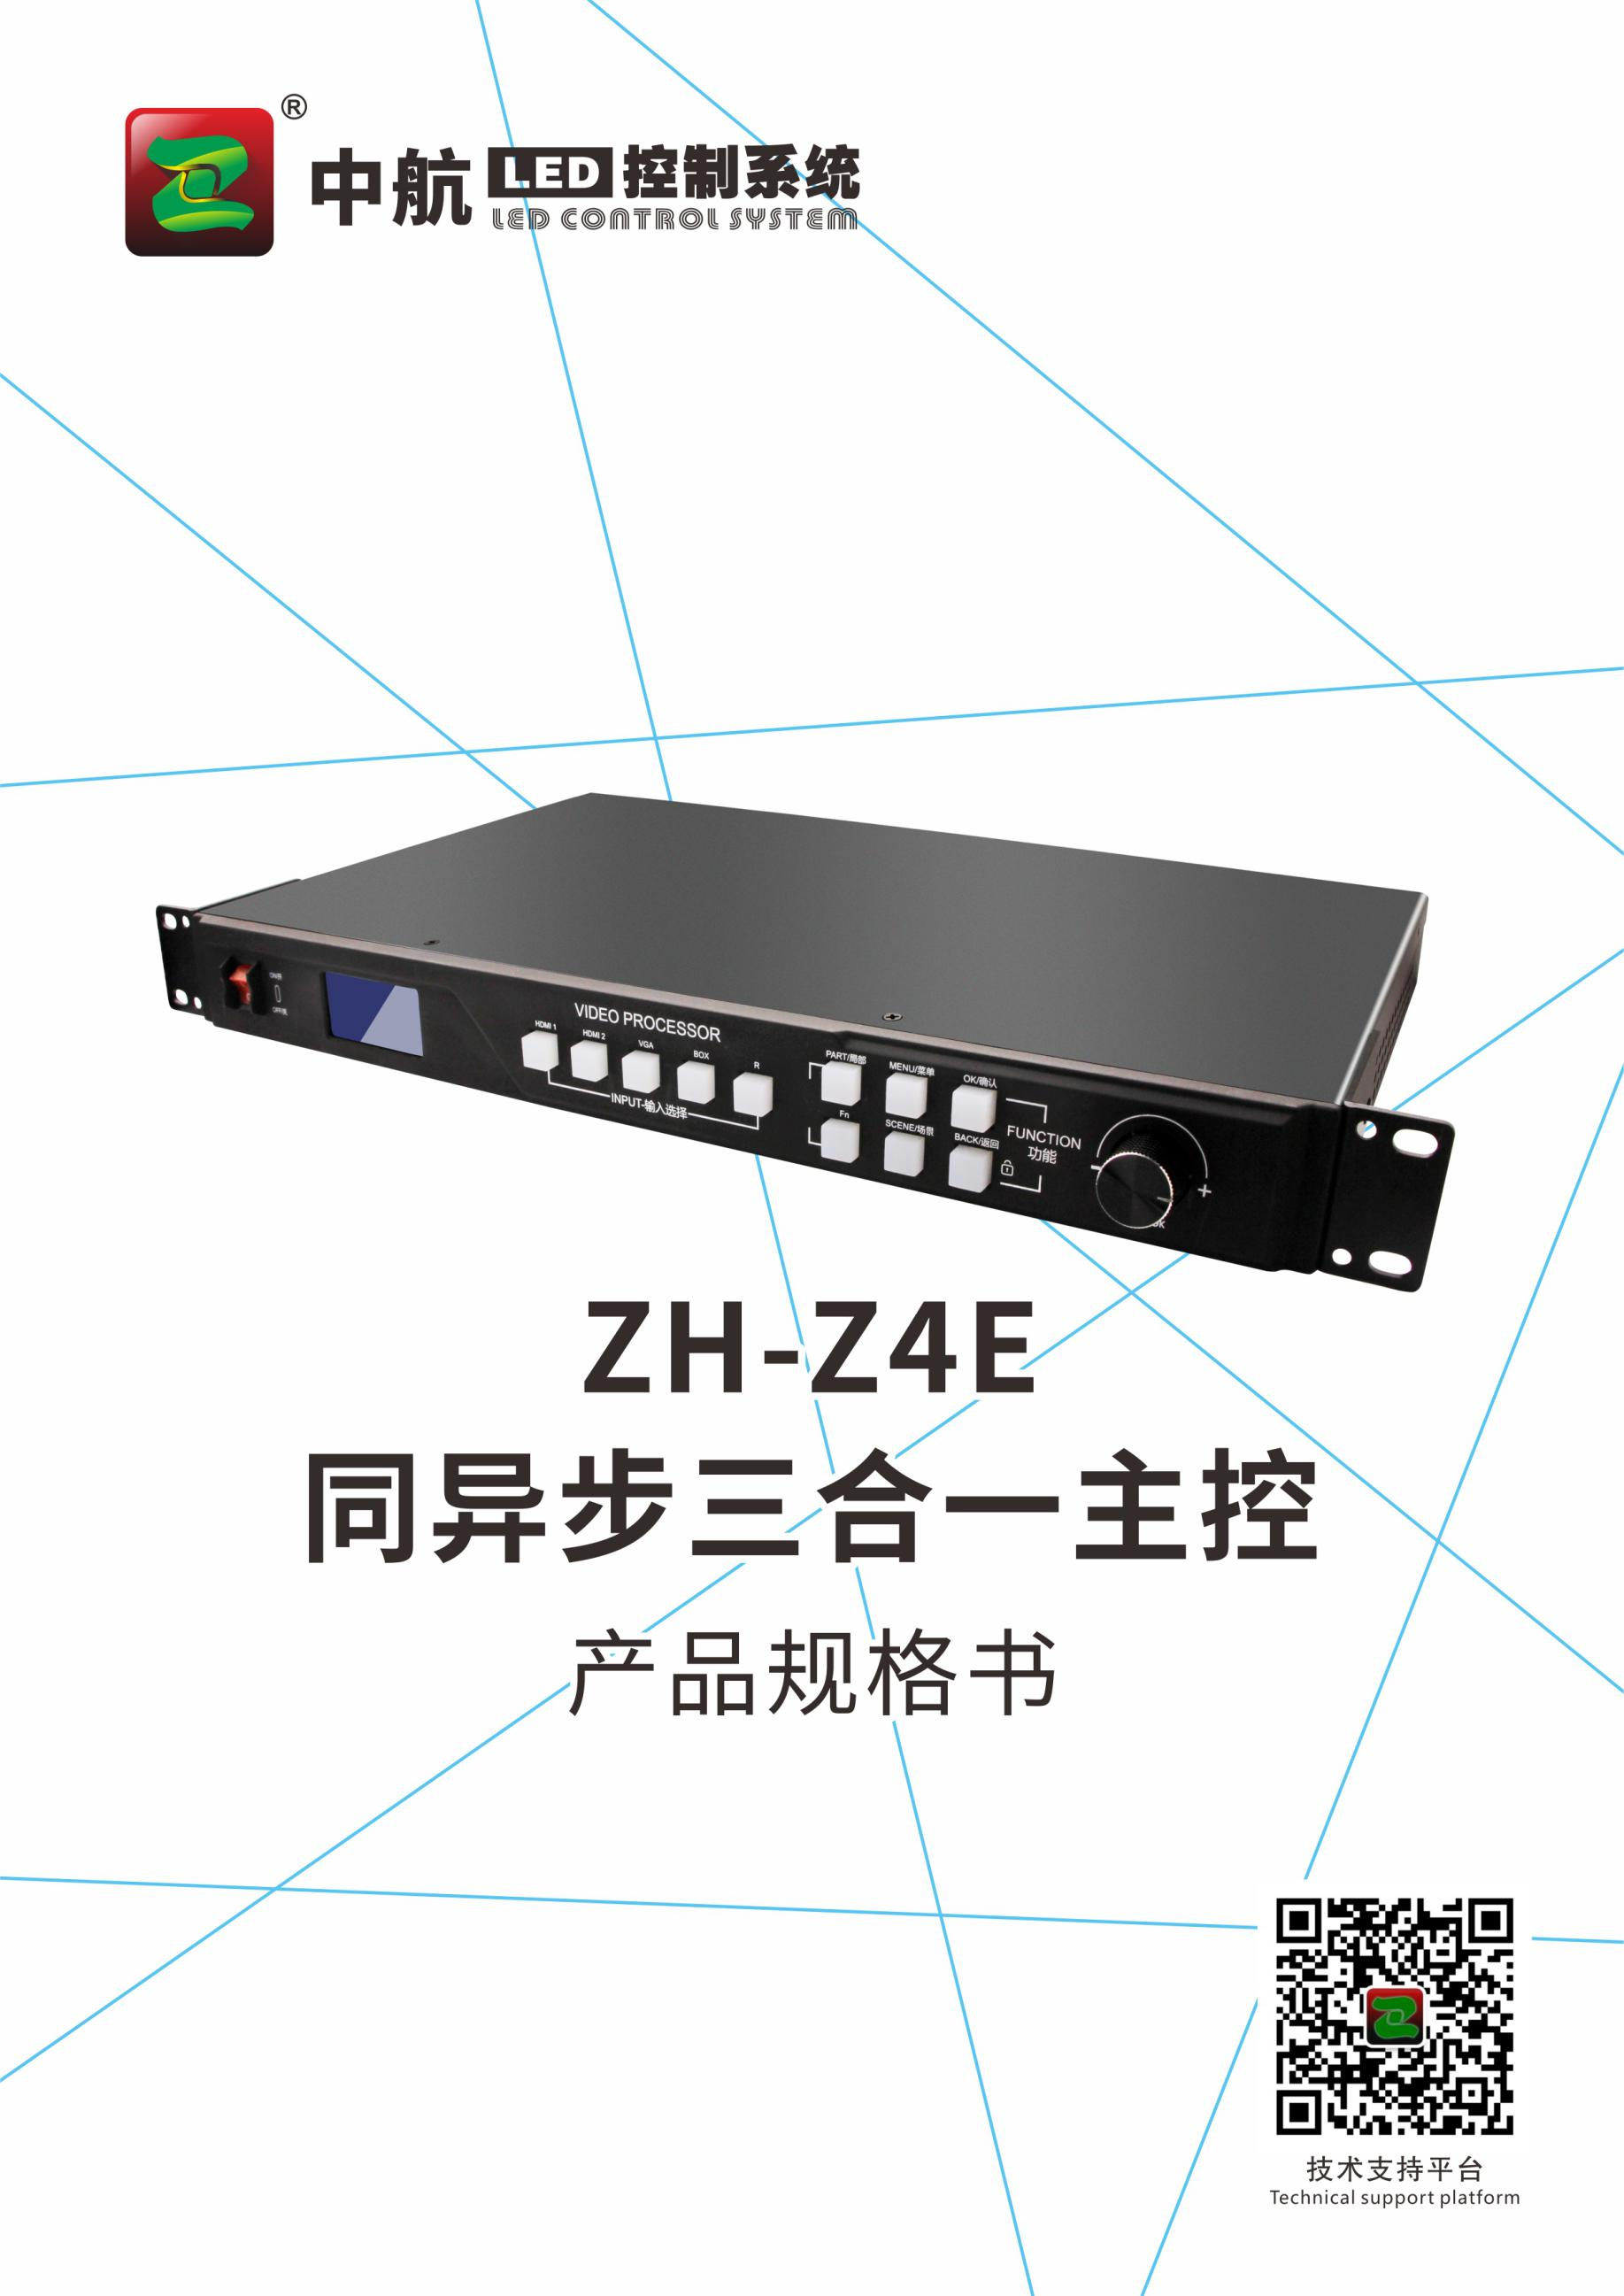 ®
中航 LED 控制系统
LED CONTROL SYSTEM
ON/开
OFF/关
VIDEO PROCESSOR
HDMI 1 HDMI 2 VGA BOX R
INPUT-输入选择
PART/局部 MENU/菜单 OK/确认
Fn SCENE/场景 BACK/返回
FUNCTION
功能
- +
OK
ZH-Z4E
同异步三合一主控
产品规格书
技术支持平台
Technical support platform